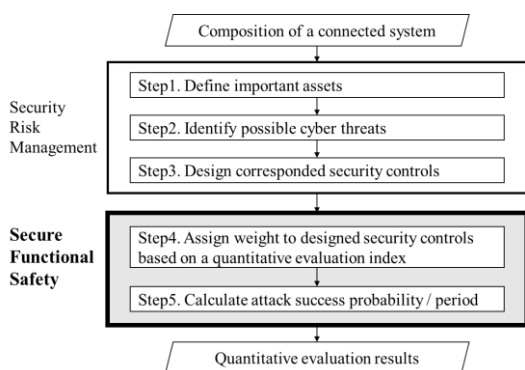 Composition of a connected system
Security
Risk
Management
Step1. Define important assets
Step2. Identify possible cyber threats
Step3. Design corresponded security controls
Secure
Functional
Safety
Step4. Assign weight to designed security controls
based on a quantitative evaluation index
Step5. Calculate attack success probability / period
Quantitative evaluation results